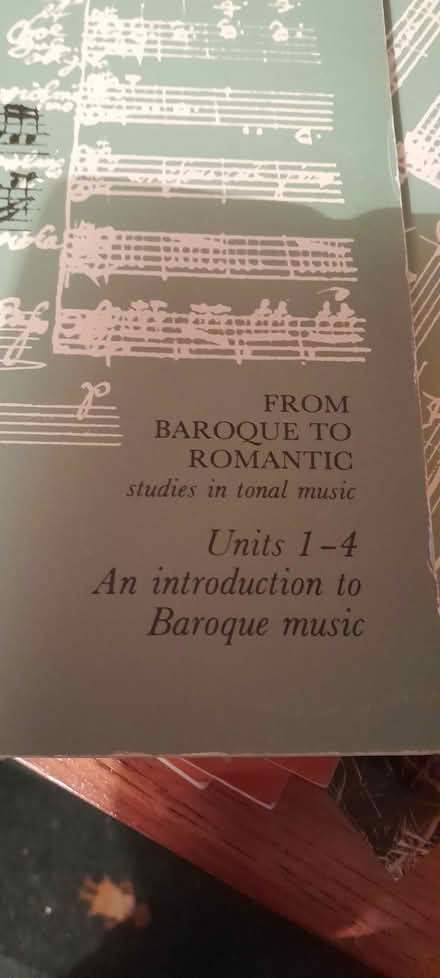 FROM
BAROQUE TO
ROMANTIC
studies in tonal music
Units 1–4
An introduction to
Baroque music